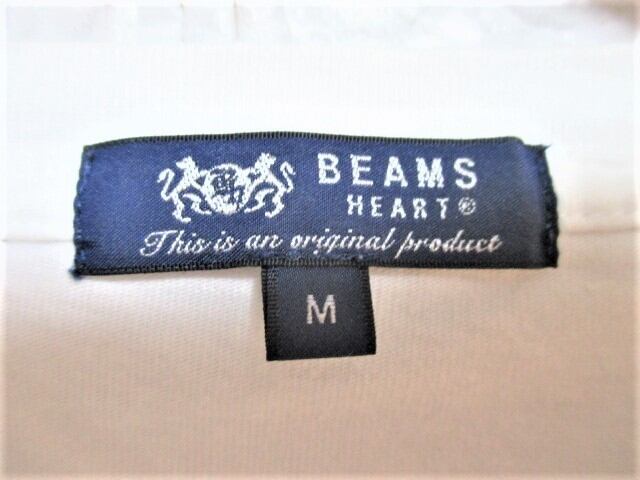 BEAMS
HEART®
This is an original product
M